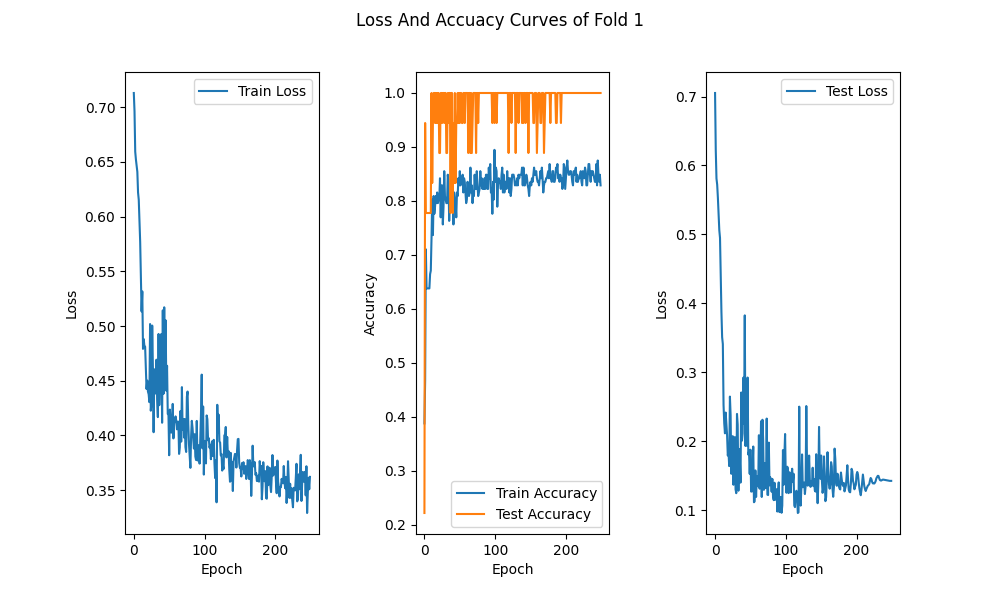 Loss And Accuacy Curves of Fold 1
Train Loss
0.70
0.65
0.60
0.55
0.50
0.45
0.40
0.35
Loss
0 100 200
Epoch
1.0
0.9
0.8
0.7
0.6
0.5
0.4
0.3
0.2
Accuracy
Train Accuracy
Test Accuracy
0 100 200
Epoch
Test Loss
0.7
0.6
0.5
0.4
0.3
0.2
0.1
Loss
0 100 200
Epoch